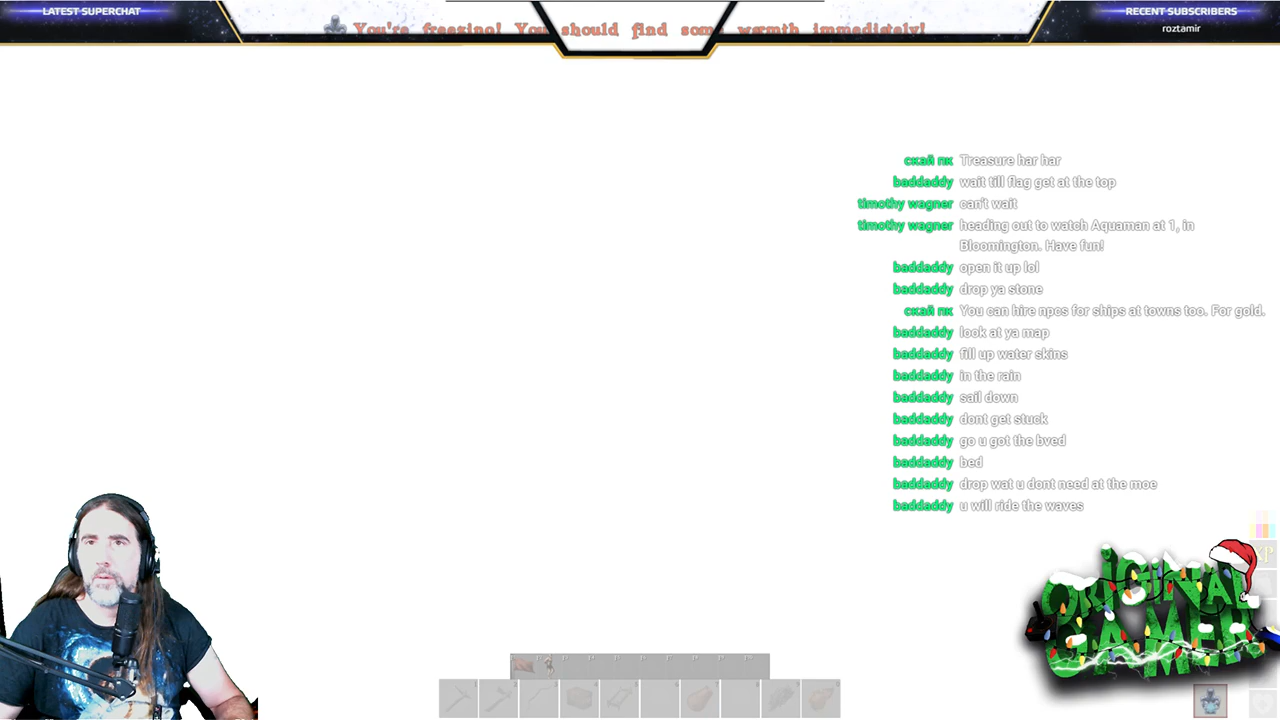 LATEST SUPERCHAT
You're freezing! You should find some warmth immediately!
RECENT SUBSCRIBERS
roztamir
скай пк Treasure har har
baddaddy wait till flag get at the top
timothy wagner can't wait
timothy wagner heading out to watch Aquaman at 1, in
Bloomington. Have fun!
baddaddy open it up lol
baddaddy drop ya stone
скай пк You can hire npcs for ships at towns too. For gold.
baddaddy look at ya map
baddaddy fill up water skins
baddaddy in the rain
baddaddy sail down
baddaddy dont get stuck
baddaddy go u got the bved
baddaddy bed
baddaddy drop wat u dont need at the moe
baddaddy u will ride the waves
ORIGINAL
GAMER
XP